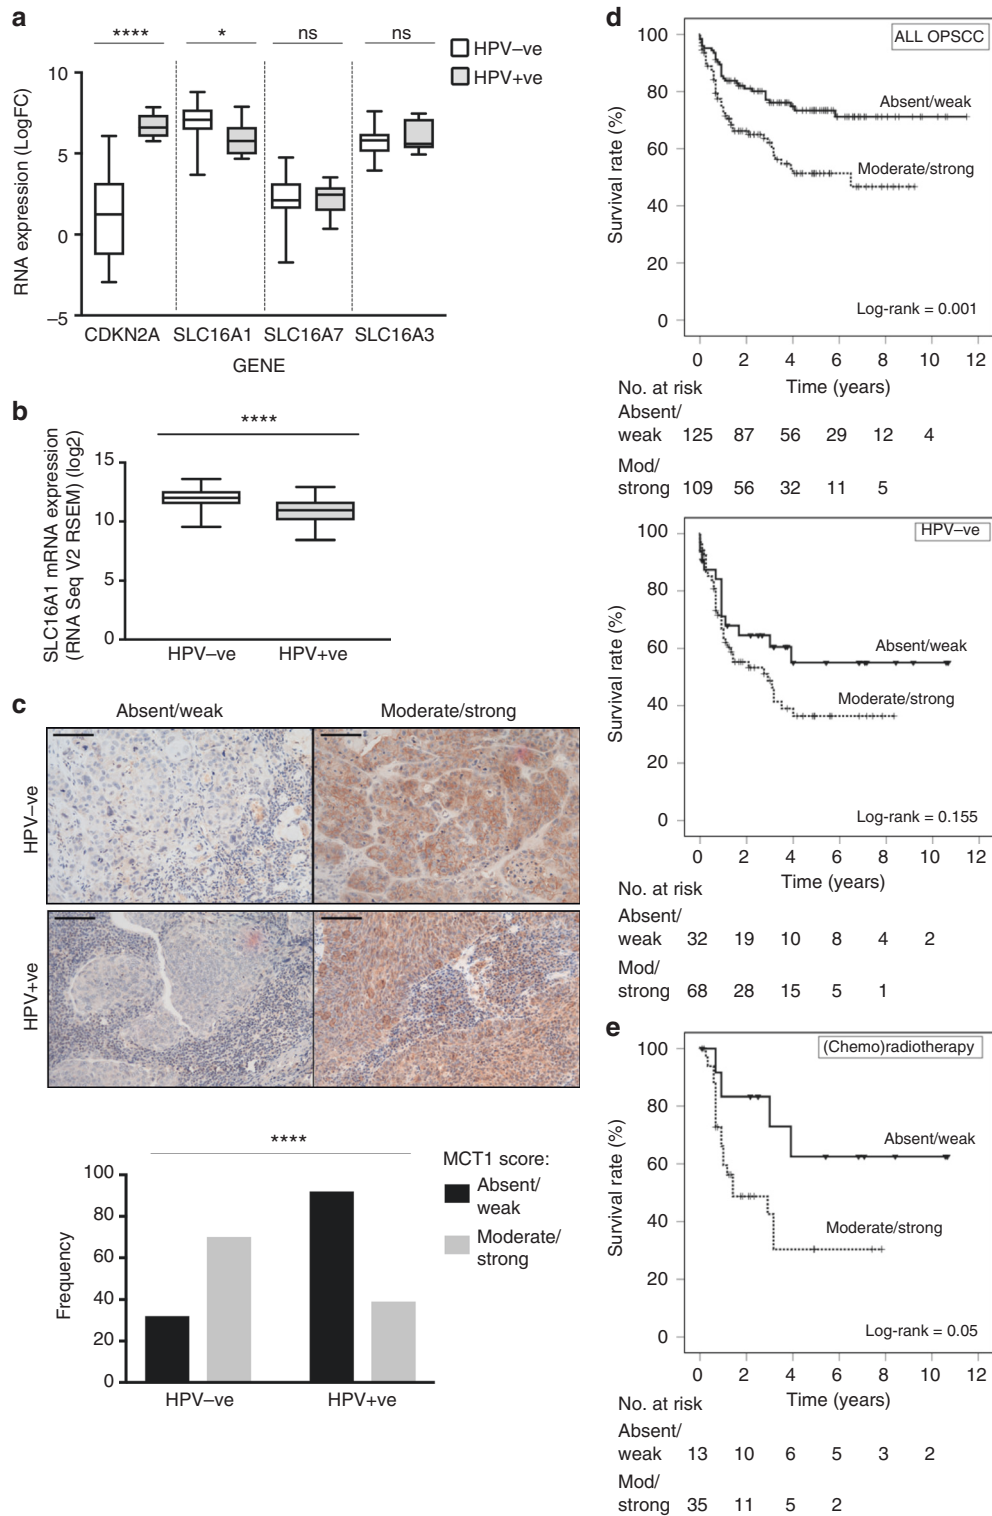 a
**** * ns ns
HPV–ve
HPV+ve
RNA expression (LogFC)
10
5
0
–5
CDKN2A SLC16A1 SLC16A7 SLC16A3
GENE
b
****
SLC16A1 mRNA expression
(RNA Seq V2 RSEM) (log2)
15
10
5
0
HPV–ve HPV+ve
c
Absent/weak Moderate/strong
HPV–ve
HPV+ve
****
Frequency
100
80
60
40
20
0
HPV–ve HPV+ve
MCT1 score:
Absent/
weak
Moderate/
strong
d
ALL OPSCC
Survival rate (%)
100
80
60
40
20
0
Absent/weak
Moderate/strong
Log-rank = 0.001
0 2 4 6 8 10 12
Time (years)
No. at risk
Absent/
weak 125 87 56 29 12 4
Mod/
strong 109 56 32 11 5
HPV–ve
Survival rate (%)
100
80
60
40
20
0
Absent/weak
Moderate/strong
Log-rank = 0.155
0 2 4 6 8 10 12
Time (years)
No. at risk
Absent/
weak 32 19 10 8 4 2
Mod/
strong 68 28 15 5 1
e
(Chemo)radiotherapy
Survival rate (%)
100
80
60
40
20
0
Absent/weak
Moderate/strong
Log-rank = 0.05
0 2 4 6 8 10 12
Time (years)
No. at risk
Absent/
weak 13 10 6 5 3 2
Mod/
strong 35 11 5 2